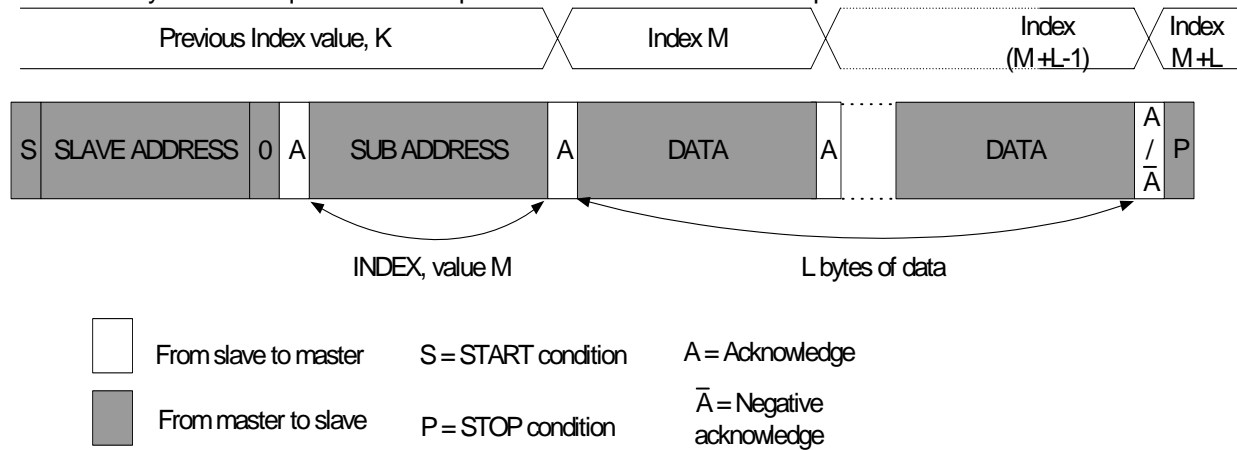 Previous Index value, K
Index M
Index
(M+L-1)
Index
M+L
S SLAVE ADDRESS 0 A SUB ADDRESS A DATA A DATA A / A̅ P
INDEX, value M
L bytes of data
From slave to master
S = START condition
A = Acknowledge
From master to slave
P = STOP condition
A̅ = Negative
acknowledge